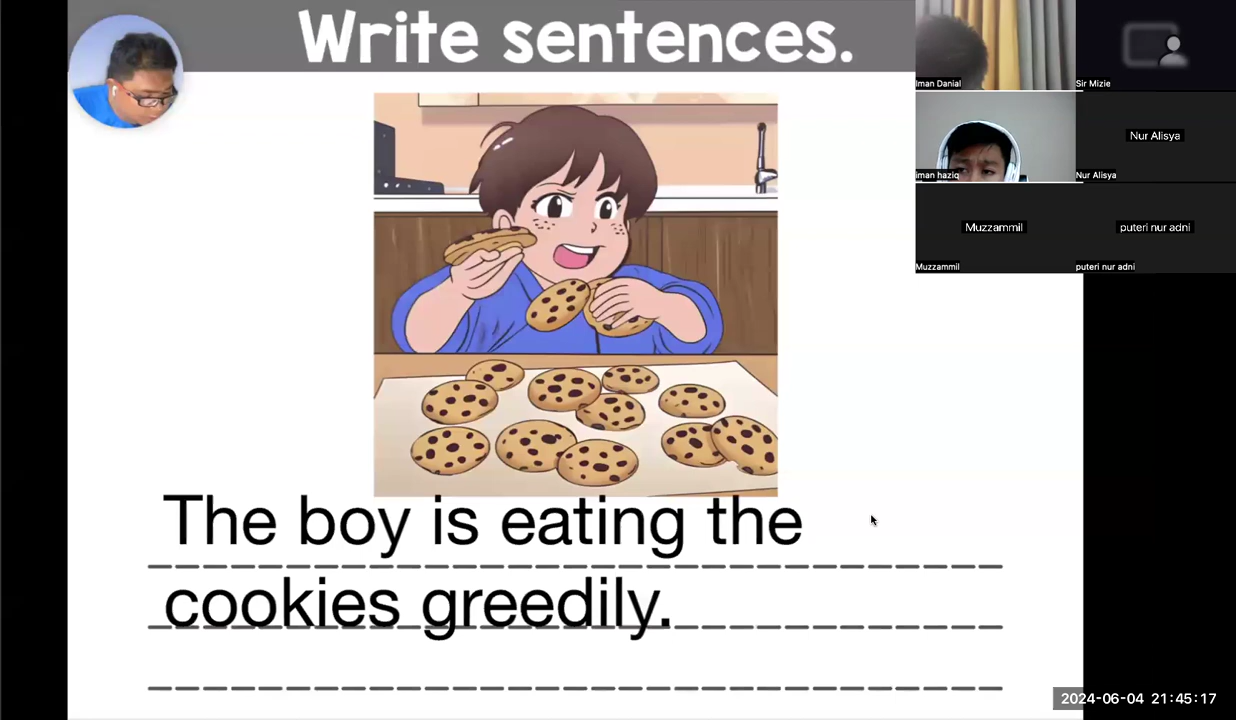 Write sentences.
Iman Danial
Sir Mizie
Nur Alisya
iman haziq
Nur Alisya
Muzzammil
puteri nur adni
Muzzammil
puteri nur adni
The boy is eating the
cookies greedily.
2024-06-04 21:45:17